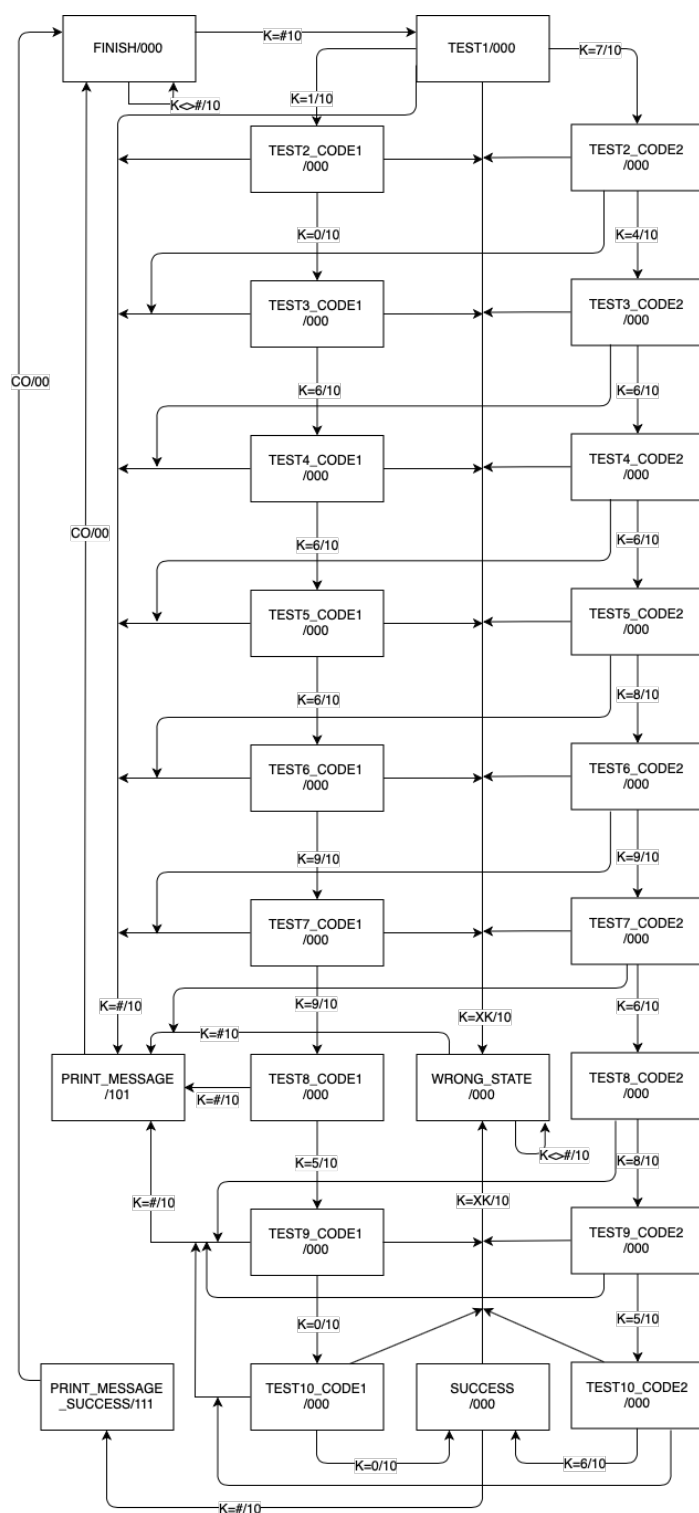 FINISH/000
K=#10
TEST1/000
K=7/10
K<>#/10
K=1/10
TEST2_CODE1
/000
TEST2_CODE2
/000
K=0/10
K=4/10
TEST3_CODE1
/000
TEST3_CODE2
/000
CO/00
K=6/10
K=6/10
TEST4_CODE1
/000
TEST4_CODE2
/000
CO/00
K=6/10
K=6/10
TEST5_CODE1
/000
TEST5_CODE2
/000
K=6/10
K=8/10
TEST6_CODE1
/000
TEST6_CODE2
/000
K=9/10
K=9/10
TEST7_CODE1
/000
TEST7_CODE2
/000
K=#/10
K=9/10
K=XK/10
K=6/10
K=#10
PRINT_MESSAGE
/101
K=#/10
TEST8_CODE1
/000
WRONG_STATE
/000
TEST8_CODE2
/000
K<>#/10
K=5/10
K=8/10
K=#/10
K=XK/10
TEST9_CODE1
/000
TEST9_CODE2
/000
K=0/10
K=5/10
PRINT_MESSAGE
_SUCCESS/111
TEST10_CODE1
/000
SUCCESS
/000
TEST10_CODE2
/000
K=0/10
K=6/10
K=#/10